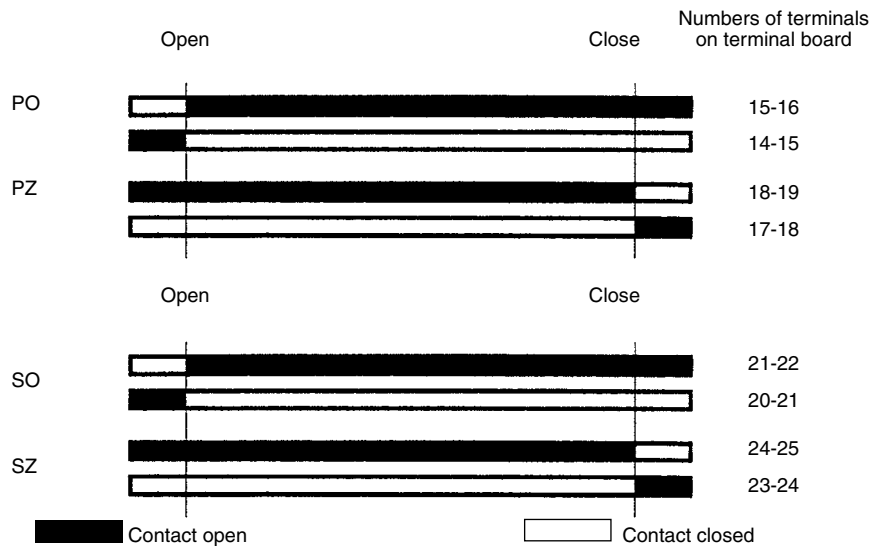 Numbers of terminals
on terminal board
Open Close
PO 15-16
14-15
PZ 18-19
17-18
Open Close
21-22
SO
20-21
24-25
SZ
23-24
Contact open Contact closed